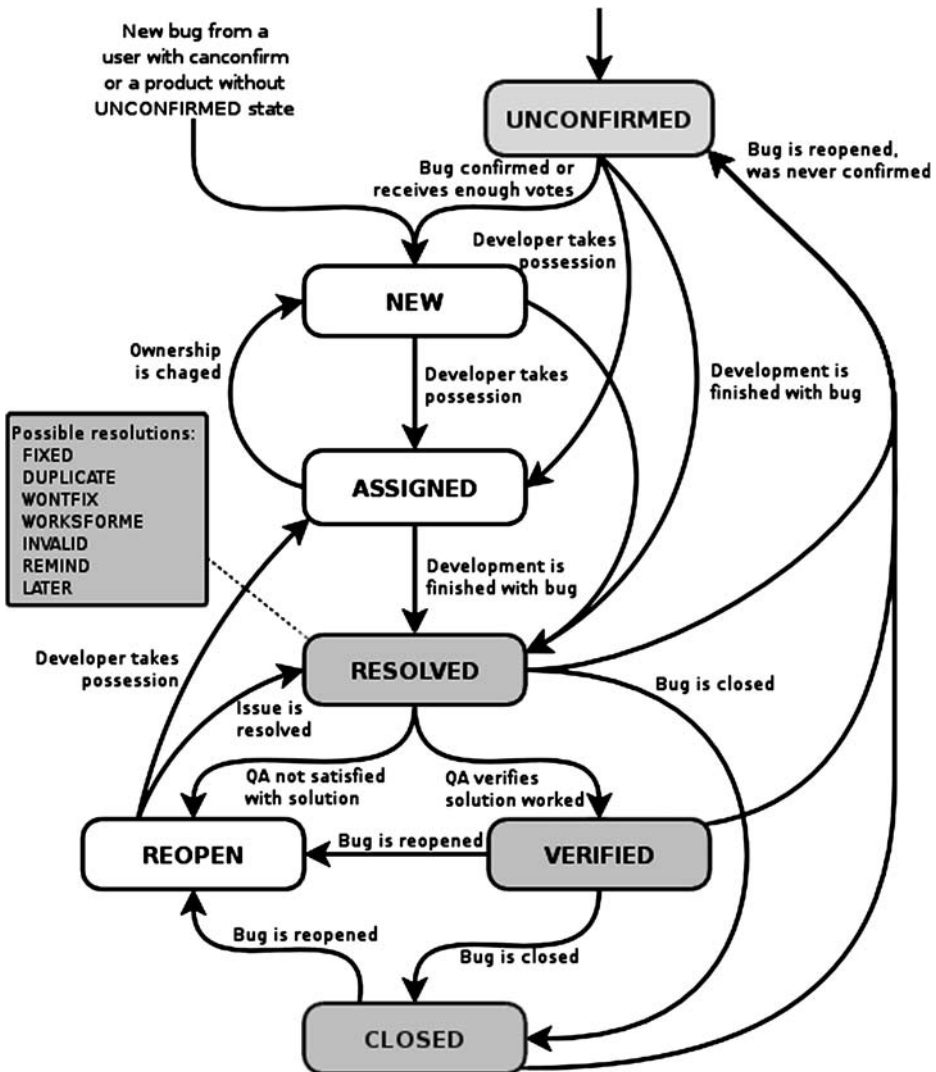 New bug from a
user with canconfirm
or a product without
UNCONFIRMED state
UNCONFIRMED
Bug is reopened,
was never confirmed
Bug confirmed or
receives enough votes
Developer takes
possession
NEW
Ownership
is chaged
Developer takes
possession
Development is
finished with bug
Possible resolutions:
FIXED
DUPLICATE
WONTFIX
WORKSFORME
INVALID
REMIND
LATER
ASSIGNED
Development is
finished with bug
Developer takes
possession
RESOLVED
Bug is closed
Issue is
resolved
QA not satisfied
with solution
QA verifies
solution worked
REOPEN
Bug is reopened
VERIFIED
Bug is reopened
Bug is closed
CLOSED